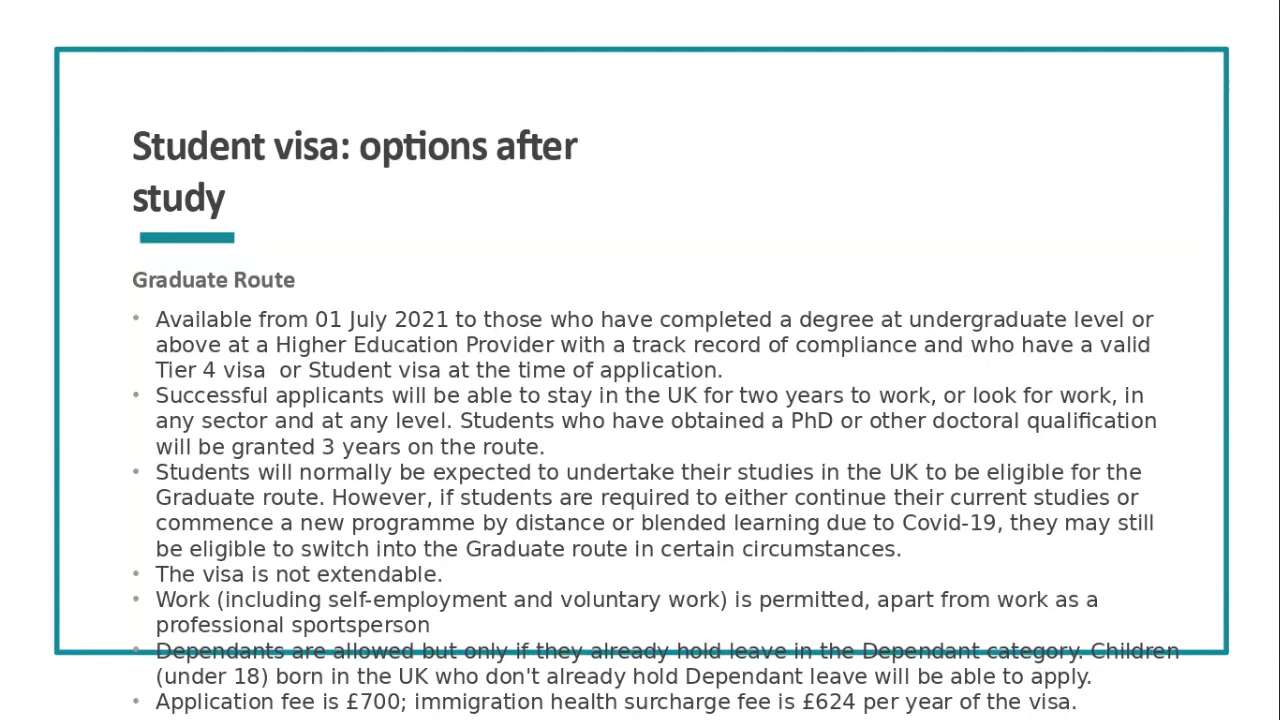 Student visa: options after
study
Graduate Route
• Available from 01 July 2021 to those who have completed a degree at undergraduate level or
above at a Higher Education Provider with a track record of compliance and who have a valid
Tier 4 visa  or Student visa at the time of application.
• Successful applicants will be able to stay in the UK for two years to work, or look for work, in
any sector and at any level. Students who have obtained a PhD or other doctoral qualification
will be granted 3 years on the route.
• Students will normally be expected to undertake their studies in the UK to be eligible for the
Graduate route. However, if students are required to either continue their current studies or
commence a new programme by distance or blended learning due to Covid-19, they may still
be eligible to switch into the Graduate route in certain circumstances.
• The visa is not extendable.
• Work (including self-employment and voluntary work) is permitted, apart from work as a
professional sportsperson
• Dependants are allowed but only if they already hold leave in the Dependant category. Children
(under 18) born in the UK who don't already hold Dependant leave will be able to apply.
• Application fee is £700; immigration health surcharge fee is £624 per year of the visa.